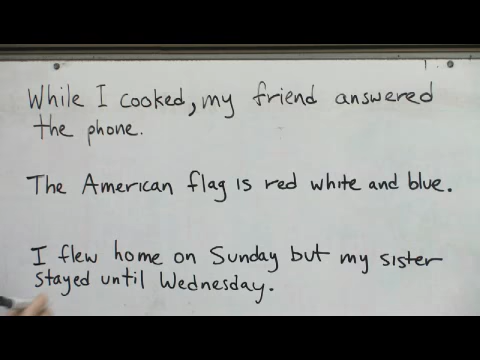 While I cooked, my friend answered
the phone.
The American flag is red white and blue.
I flew home on Sunday but my sister
stayed until Wednesday.